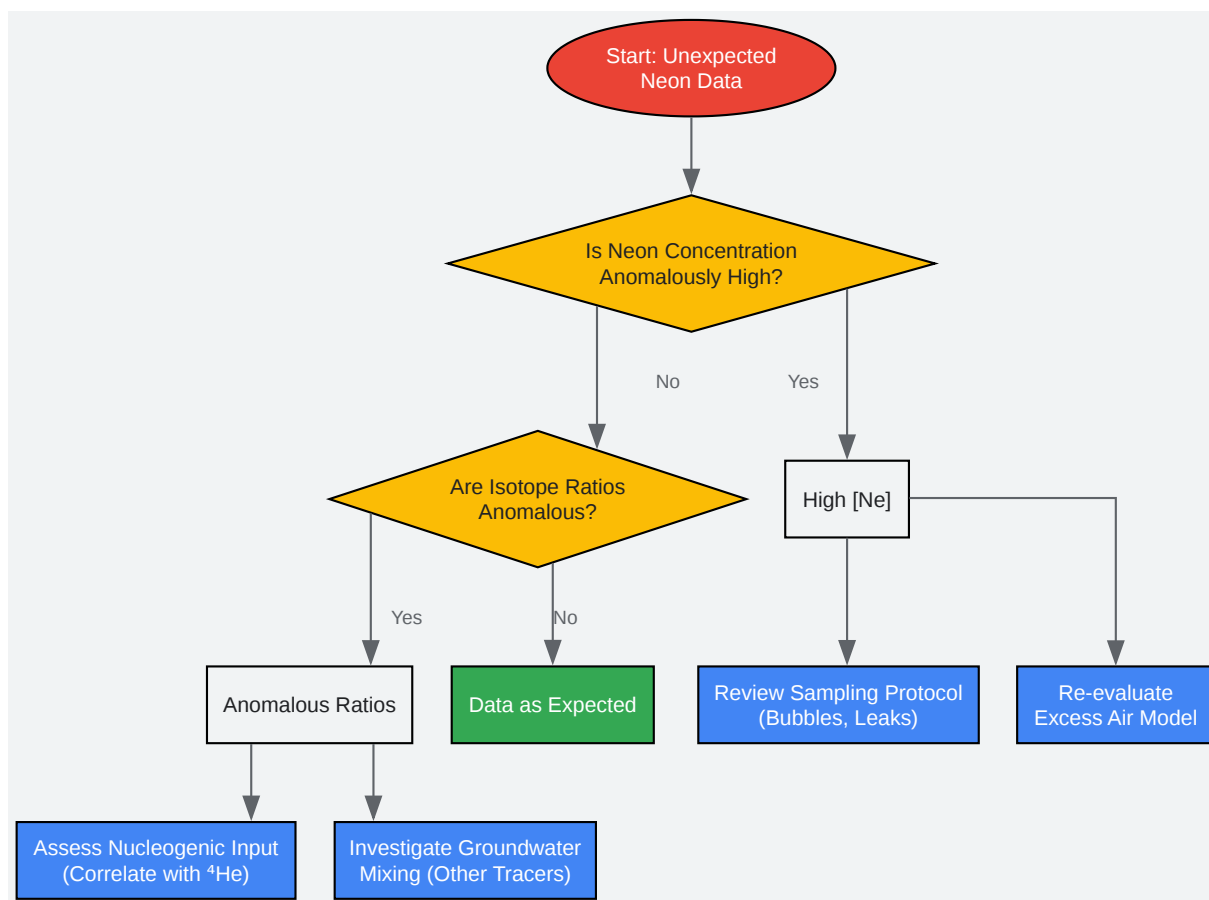 Start: Unexpected
Neon Data
Is Neon Concentration
Anomalously High?
No
Yes
Are Isotope Ratios
Anomalous?
High [Ne]
Yes
No
Anomalous Ratios
Data as Expected
Review Sampling Protocol
(Bubbles, Leaks)
Re-evaluate
Excess Air Model
Assess Nucleogenic Input
(Correlate with ⁴He)
Investigate Groundwater
Mixing (Other Tracers)